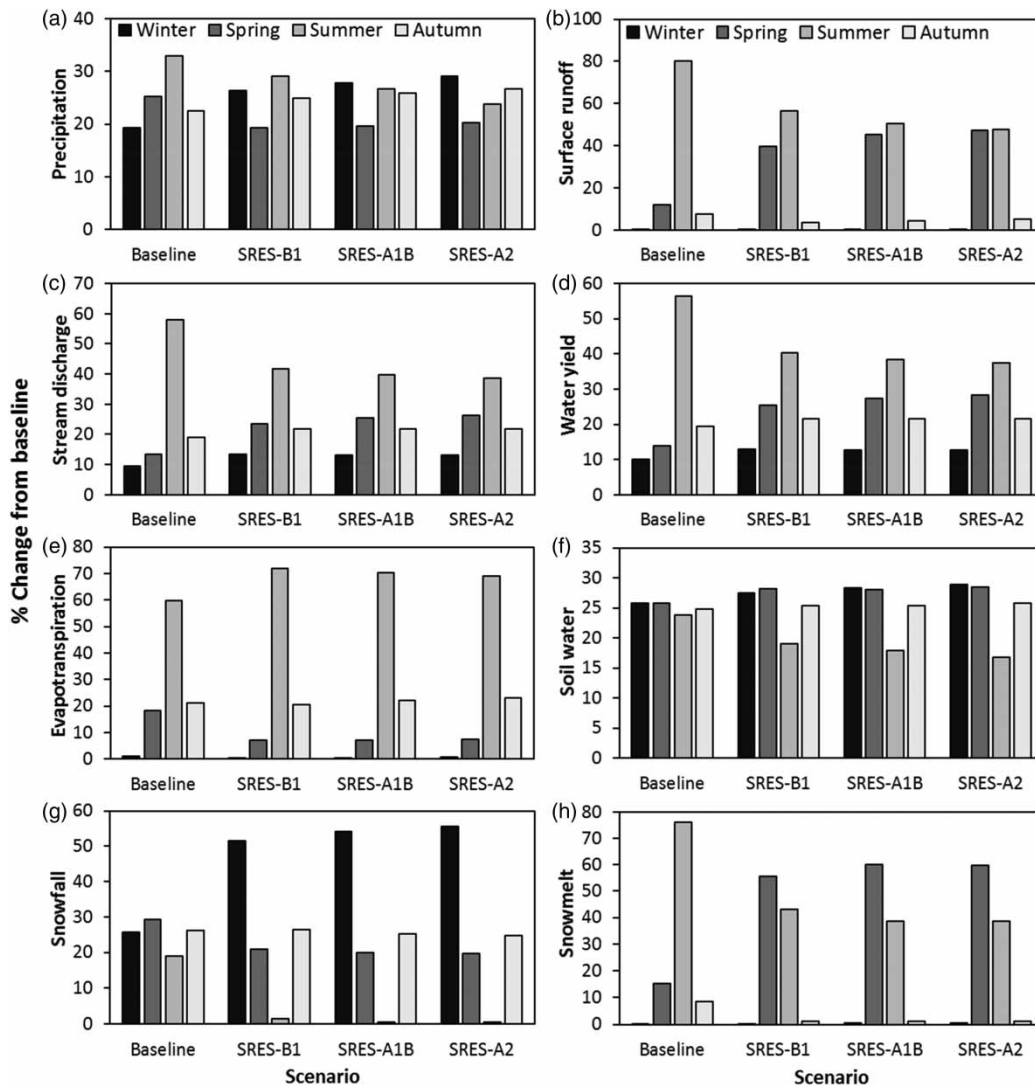 (a)
Winter Spring Summer Autumn
Precipitation
40
30
20
10
0
Baseline SRES-B1 SRES-A1B SRES-A2
(b)
Winter Spring Summer Autumn
Surface runoff
100
80
60
40
20
0
Baseline SRES-B1 SRES-A1B SRES-A2
% Change from baseline
(c)
Stream discharge
70
60
50
40
30
20
10
0
Baseline SRES-B1 SRES-A1B SRES-A2
(d)
Water yield
60
50
40
30
20
10
0
Baseline SRES-B1 SRES-A1B SRES-A2
(e)
Evapotranspiration
80
70
60
50
40
30
20
10
0
Baseline SRES-B1 SRES-A1B SRES-A2
(f)
Soil water
35
30
25
20
15
10
5
0
Baseline SRES-B1 SRES-A1B SRES-A2
(g)
Snowfall
60
50
40
30
20
10
0
Baseline SRES-B1 SRES-A1B SRES-A2
Scenario
(h)
Snowmelt
80
70
60
50
40
30
20
10
0
Baseline SRES-B1 SRES-A1B SRES-A2
Scenario